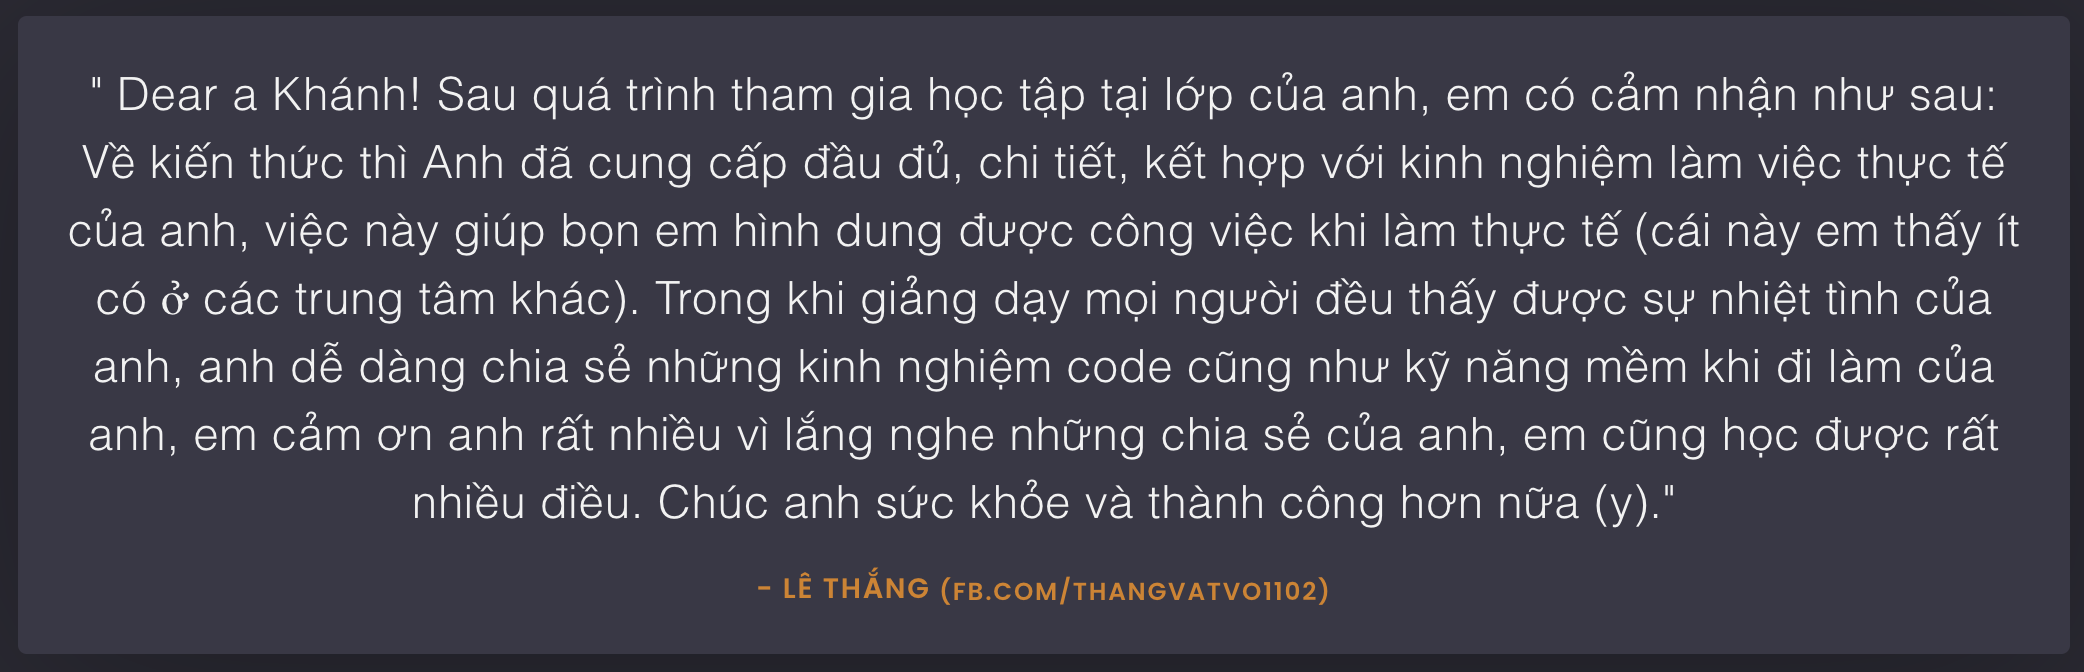 " Dear a Khánh! Sau quá trình tham gia học tập tại lớp của anh, em có cảm nhận như sau:
Về kiến thức thì Anh đã cung cấp đầu đủ, chi tiết, kết hợp với kinh nghiệm làm việc thực tế
của anh, việc này giúp bọn em hình dung được công việc khi làm thực tế (cái này em thấy ít
có ở các trung tâm khác). Trong khi giảng dạy mọi người đều thấy được sự nhiệt tình của
anh, anh dễ dàng chia sẻ những kinh nghiệm code cũng như kỹ năng mềm khi đi làm của
anh, em cảm ơn anh rất nhiều vì lắng nghe những chia sẻ của anh, em cũng học được rất
nhiều điều. Chúc anh sức khỏe và thành công hơn nữa (y)."
- LÊ THẮNG (FB.COM/THANGVATVO1102)